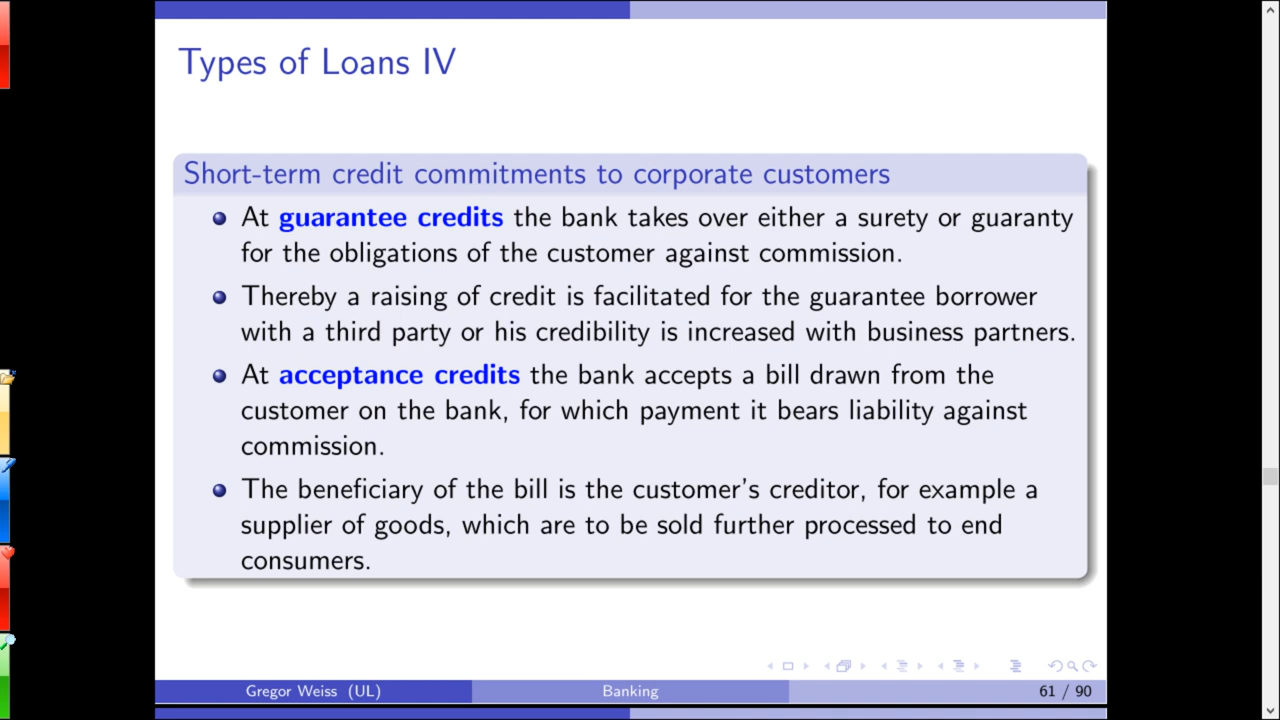 Types of Loans IV
Short-term credit commitments to corporate customers
At guarantee credits the bank takes over either a surety or guaranty
for the obligations of the customer against commission.
Thereby a raising of credit is facilitated for the guarantee borrower
with a third party or his credibility is increased with business partners.
At acceptance credits the bank accepts a bill drawn from the
customer on the bank, for which payment it bears liability against
commission.
The beneficiary of the bill is the customer's creditor, for example a
supplier of goods, which are to be sold further processed to end
consumers.
Gregor Weiss (UL) Banking 61 / 90